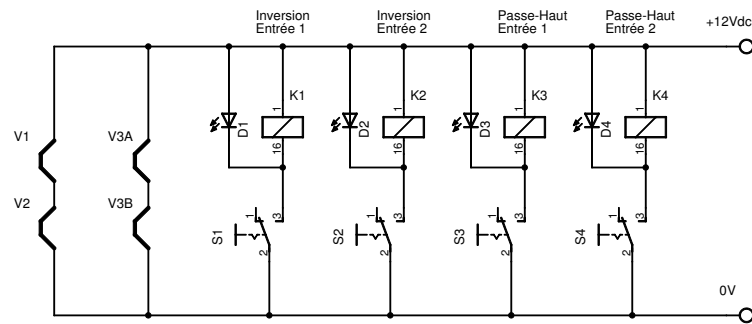 Inversion
Entrée 1
Inversion
Entrée 2
Passe-Haut
Entrée 1
Passe-Haut
Entrée 2
+12Vdc
V1
V3A
D1
1
K1
16
D2
1
K2
16
D3
1
K3
16
D4
1
K4
16
V2
V3B
S1
1
3
2
S2
1
3
2
S3
1
3
2
S4
1
3
2
0V